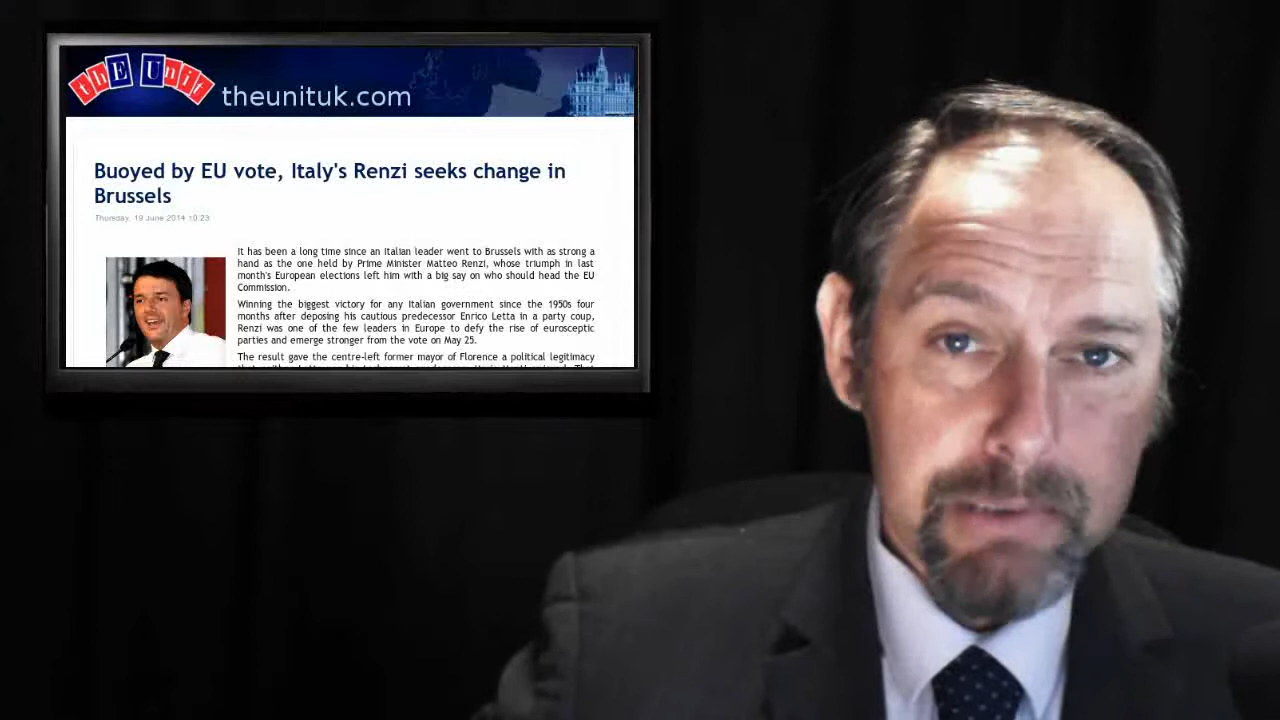 thE Unit
theunituk.com
Buoyed by EU vote, Italy's Renzi seeks change in
Brussels
Thursday, 19 June 2014 10:23
It has been a long time since an Italian leader went to Brussels with as strong a
hand as the one held by Prime Minister Matteo Renzi, whose triumph in last
month's European elections left him with a big say on who should head the EU
Commission.
Winning the biggest victory for any Italian government since the 1950s four
months after deposing his cautious predecessor Enrico Letta in a party coup,
Renzi was one of the few leaders in Europe to defy the rise of eurosceptic
parties and emerge stronger from the vote on May 25.
The result gave the centre-left former mayor of Florence a political legitimacy